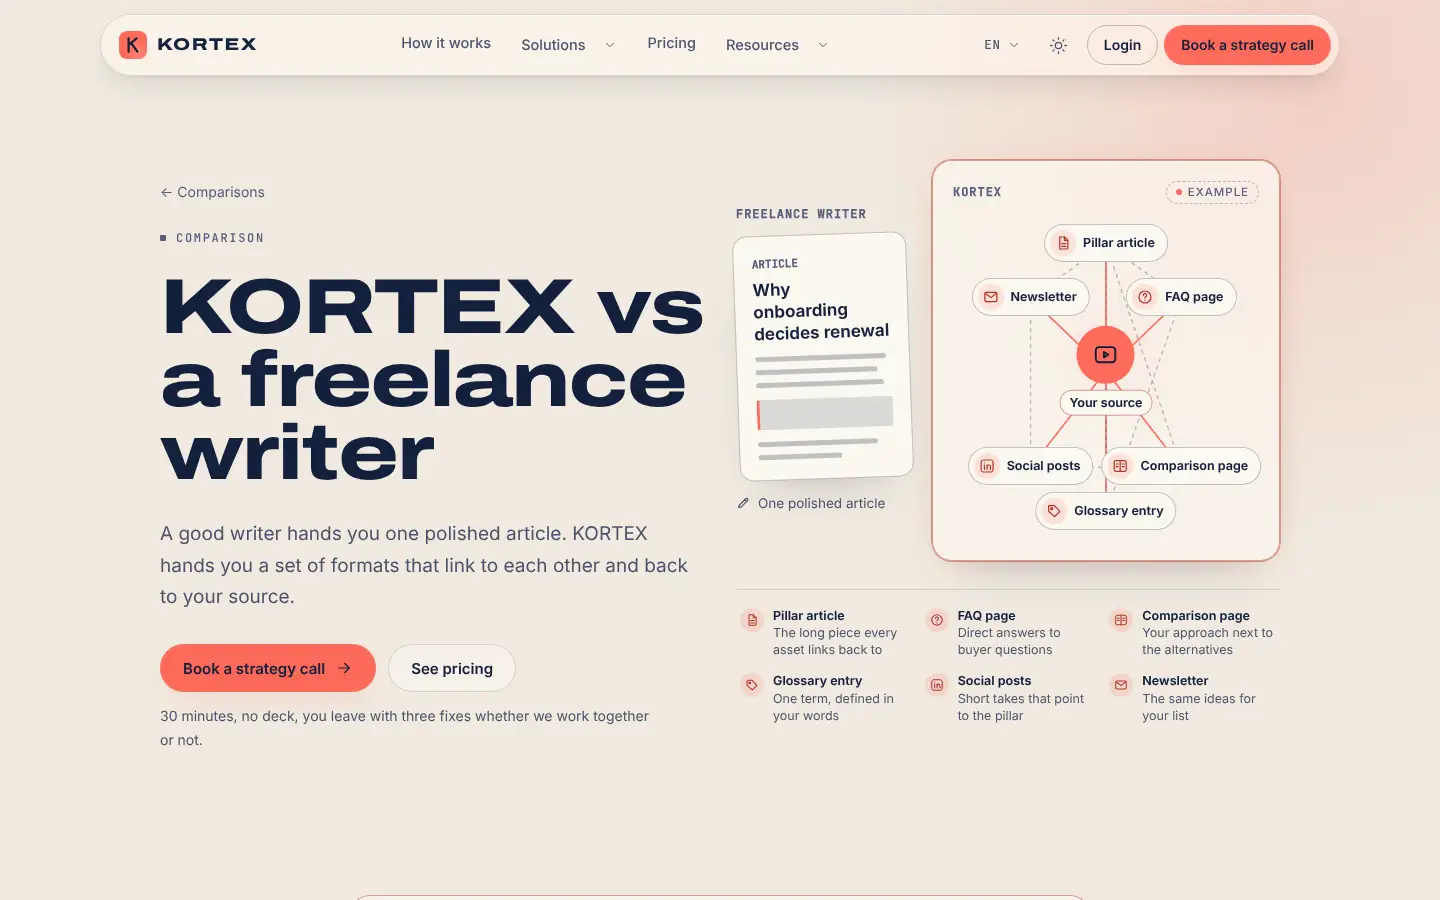 KORTEX
How it works
Solutions
Pricing
Resources
EN
Login
Book a strategy call
← Comparisons
COMPARISON
KORTEX vs
a freelance
writer
A good writer hands you one polished article. KORTEX
hands you a set of formats that link to each other and back
to your source.
Book a strategy call →
See pricing
30 minutes, no deck, you leave with three fixes whether we work together
or not.
FREELANCE WRITER
ARTICLE
Why
onboarding
decides renewal
One polished article
KORTEX
EXAMPLE
Pillar article
Newsletter
FAQ page
Your source
Social posts
Comparison page
Glossary entry
Pillar article
The long piece every
asset links back to
FAQ page
Direct answers to
buyer questions
Comparison page
Your approach next to
the alternatives
Glossary entry
One term, defined in
your words
Social posts
Short takes that point
to the pillar
Newsletter
The same ideas for
your list